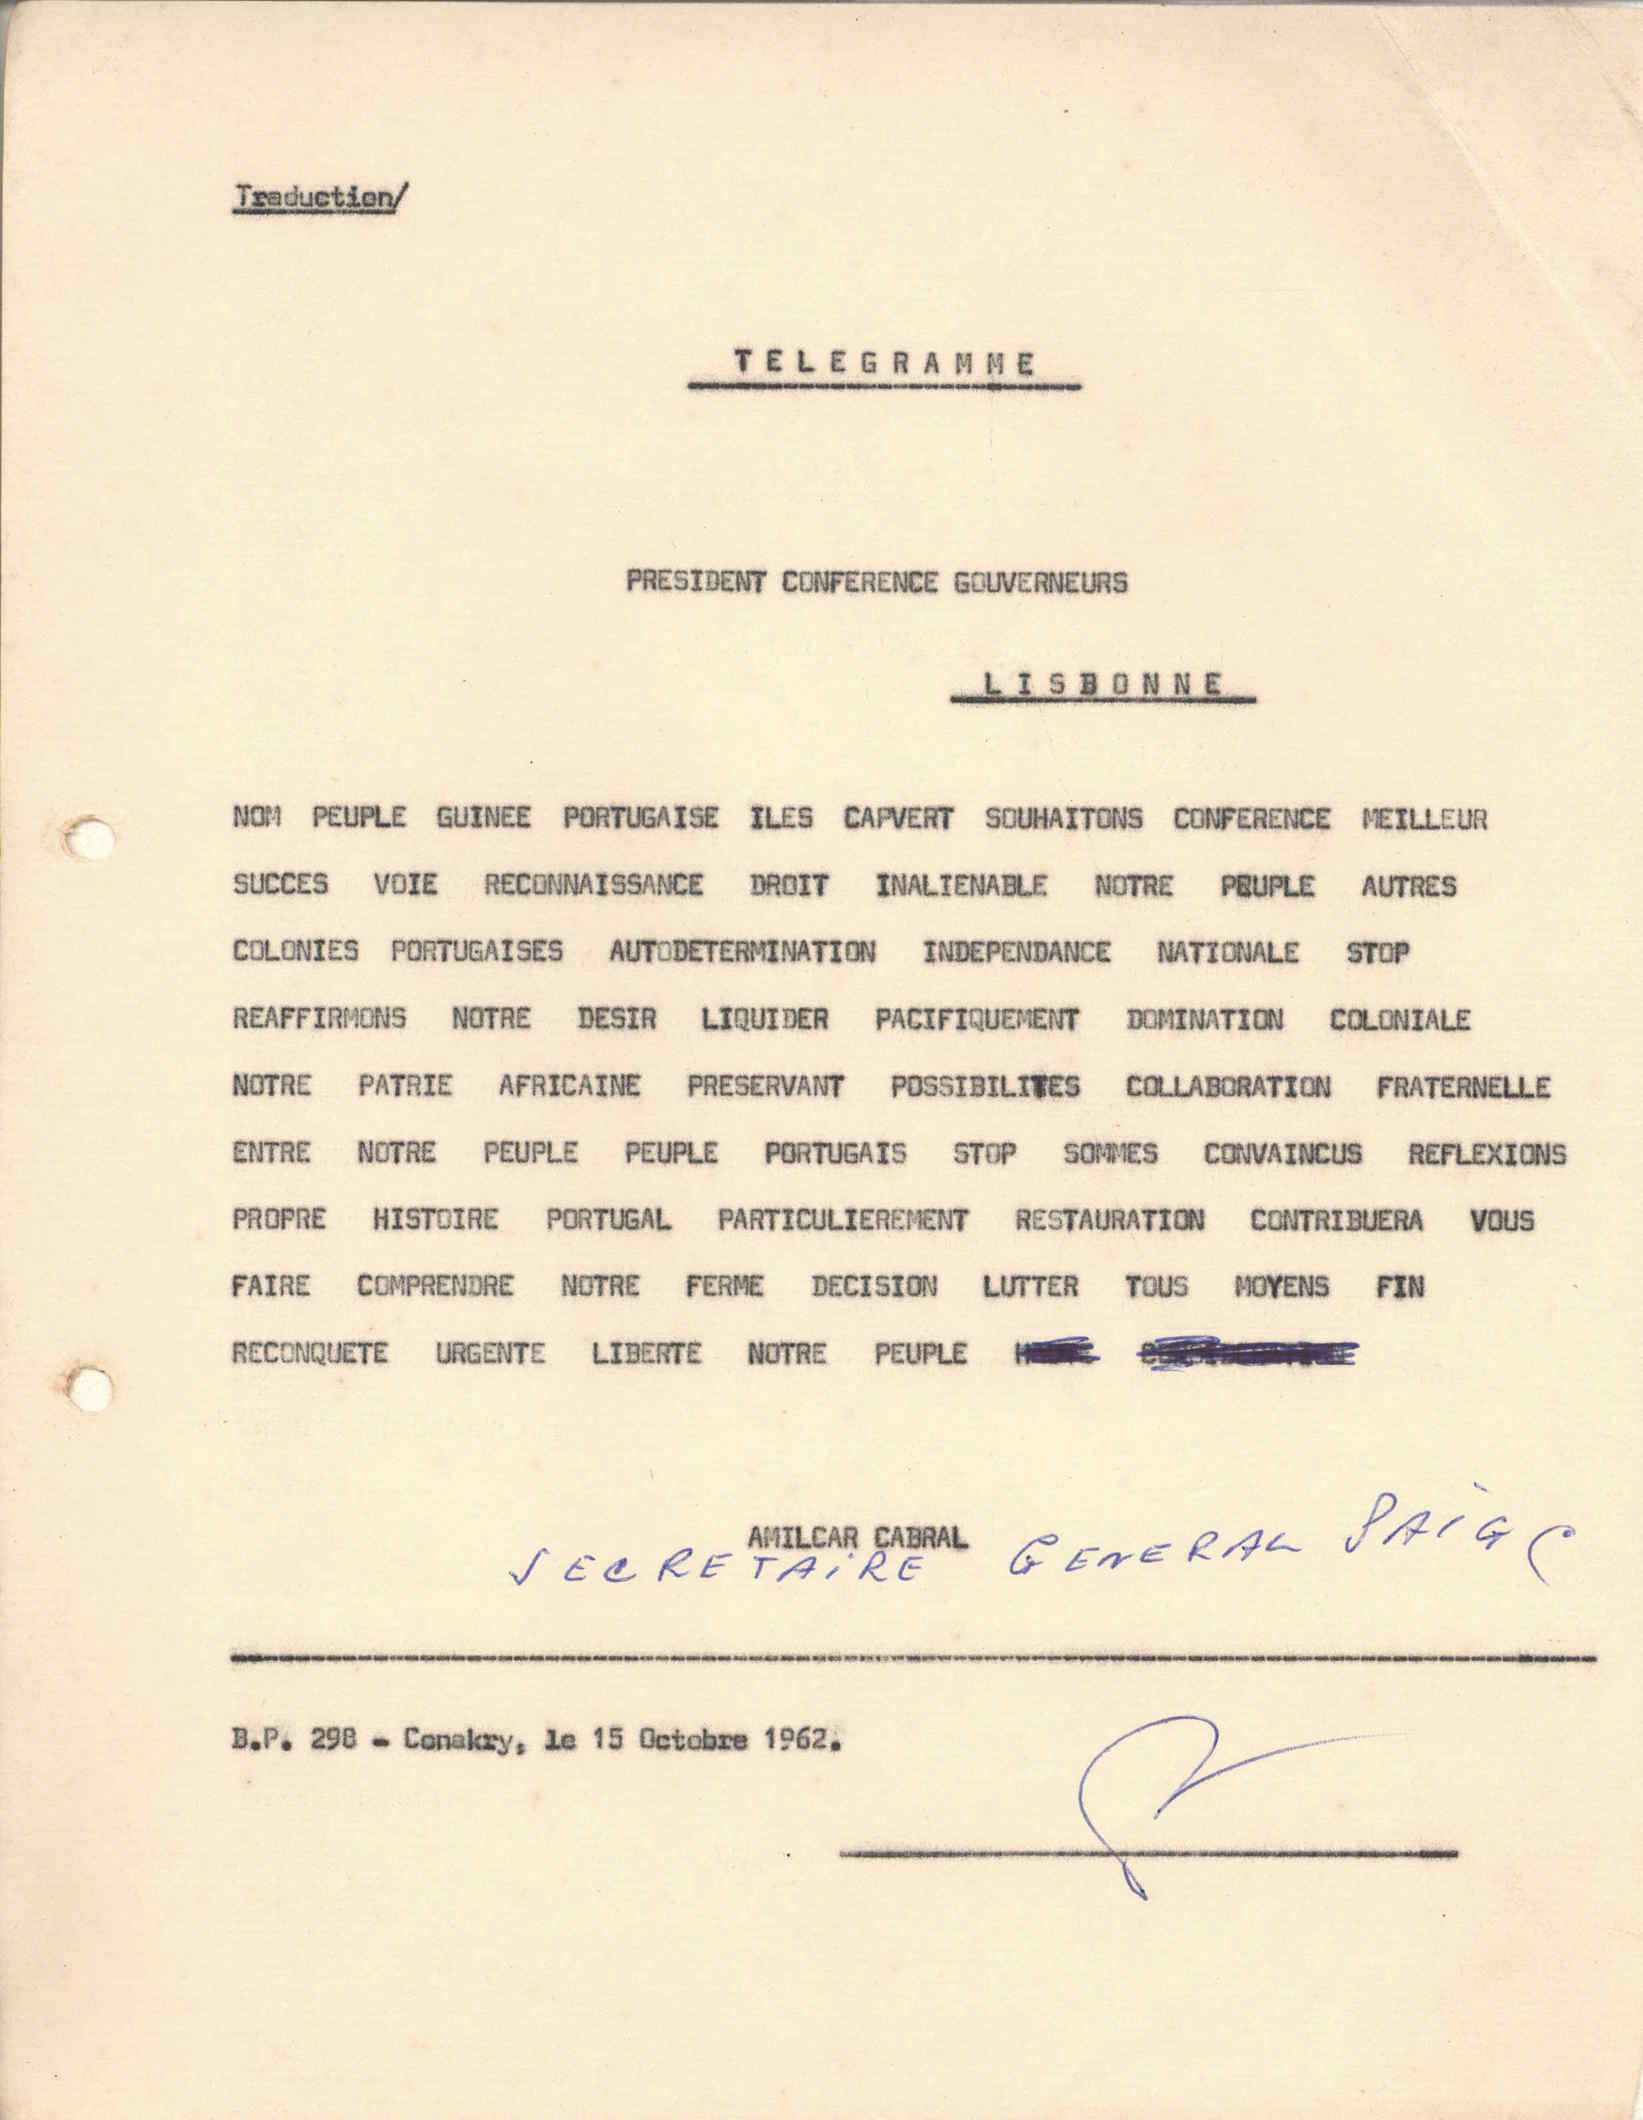 Traduction/
TELEGRAMME
PRESIDENT CONFERENCE GOUVERNEURS
LISBONNE
NOM PEUPLE GUINEE PORTUGAISE ILES CAPVERT SOUHAITONS CONFERENCE MEILLEUR
SUCCES VOIE RECONNAISSANCE DROIT INALIENABLE NOTRE PEUPLE AUTRES
COLONIES PORTUGAISES AUTODETERMINATION INDEPENDANCE NATIONALE STOP
REAFFIRMONS NOTRE DESIR LIQUIDER PACIFIQUEMENT DOMINATION COLONIALE
NOTRE PATRIE AFRICAINE PRESERVANT POSSIBILITES COLLABORATION FRATERNELLE
ENTRE NOTRE PEUPLE PEUPLE PORTUGAIS STOP SOMMES CONVAINCUS REFLEXIONS
PROPRE HISTOIRE PORTUGAL PARTICULIEREMENT RESTAURATION CONTRIBUERA VOUS
FAIRE COMPRENDRE NOTRE FERME DECISION LUTTER TOUS MOYENS FIN
RECONQUETE URGENTE LIBERTE NOTRE PEUPLE
AMILCAR CABRAL
SECRETAIRE GENERAL PAIGC
B.P. 298 - Conakry, le 15 Octobre 1962.